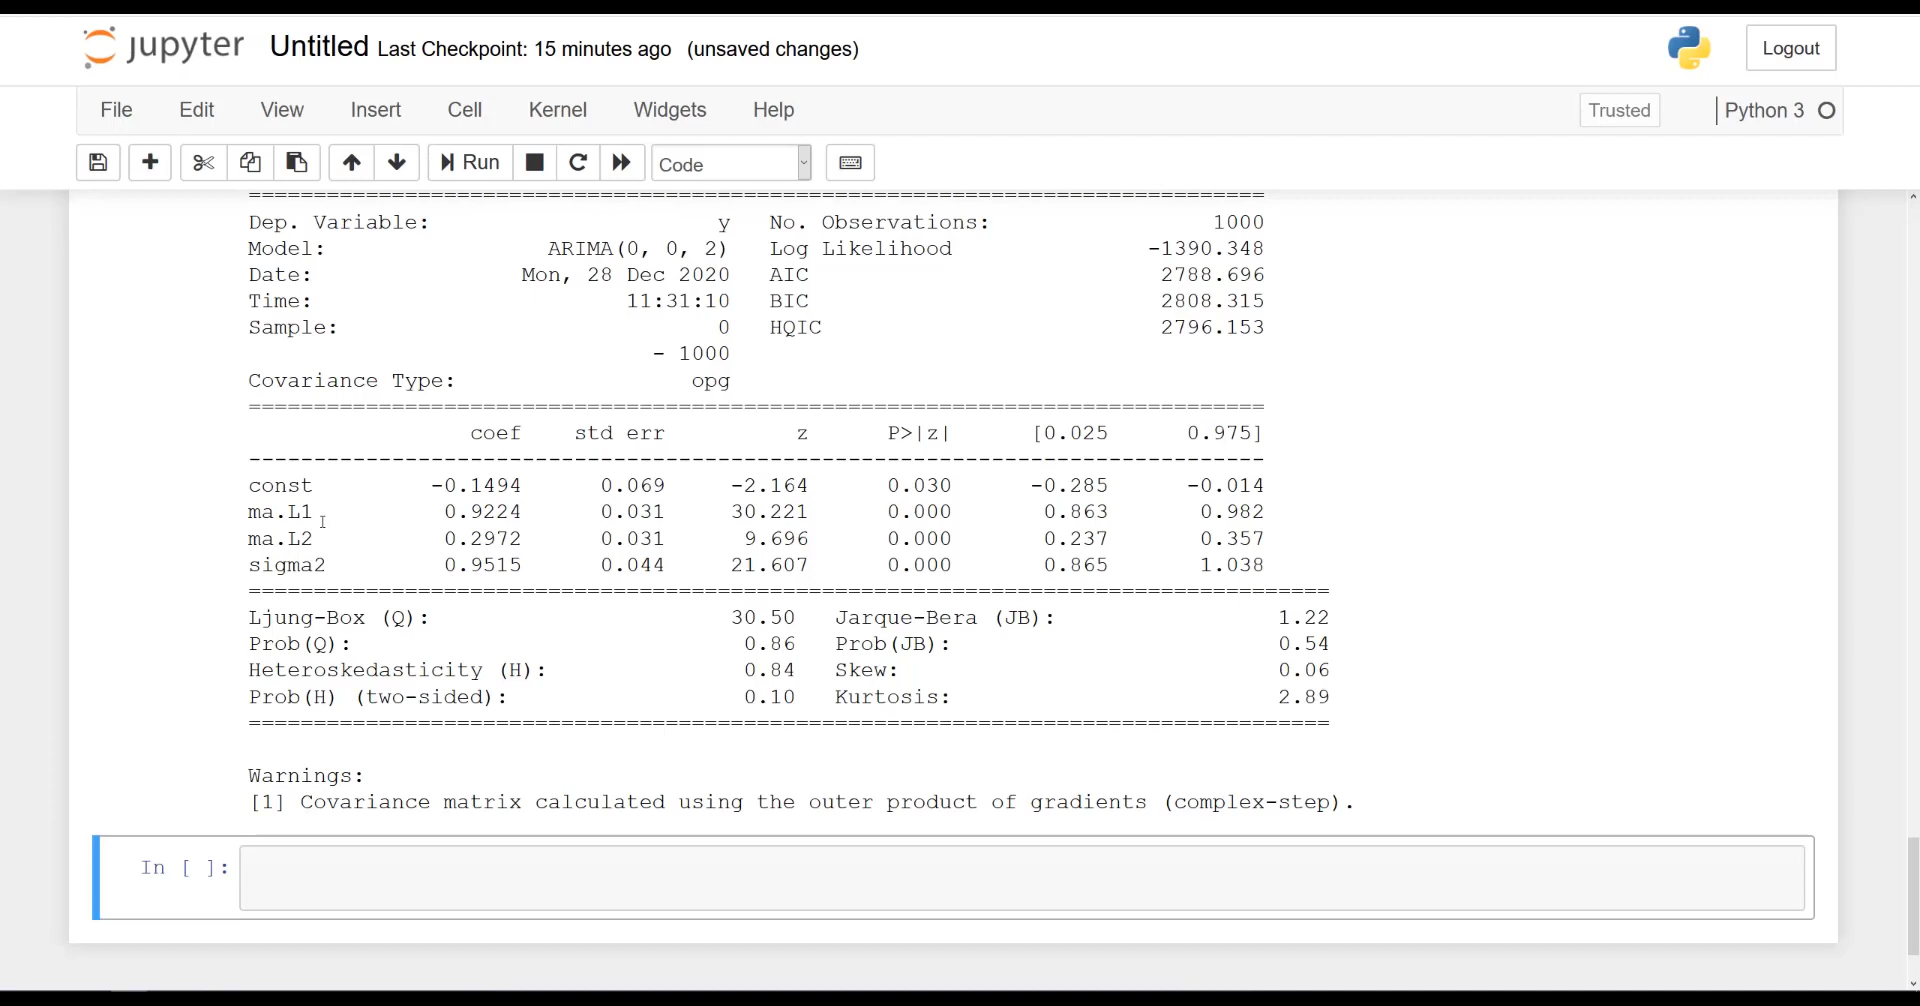 jupyter Untitled Last Checkpoint: 15 minutes ago (unsaved changes) Logout
File Edit View Insert Cell Kernel Widgets Help Trusted Python 3
Run Code
==============================================================================
Dep. Variable: y No. Observations: 1000
Model: ARIMA(0, 0, 2) Log Likelihood -1390.348
Date: Mon, 28 Dec 2020 AIC 2788.696
Time: 11:31:10 BIC 2808.315
Sample: 0 HQIC 2796.153
- 1000
Covariance Type: opg
==============================================================================
coef std err z P>|z| [0.025 0.975]
------------------------------------------------------------------------------
const -0.1494 0.069 -2.164 0.030 -0.285 -0.014
ma.L1 0.9224 0.031 30.221 0.000 0.863 0.982
ma.L2 0.2972 0.031 9.696 0.000 0.237 0.357
sigma2 0.9515 0.044 21.607 0.000 0.865 1.038
===================================================================================
Ljung-Box (Q): 30.50 Jarque-Bera (JB): 1.22
Prob(Q): 0.86 Prob(JB): 0.54
Heteroskedasticity (H): 0.84 Skew: 0.06
Prob(H) (two-sided): 0.10 Kurtosis: 2.89
===================================================================================
Warnings:
[1] Covariance matrix calculated using the outer product of gradients (complex-step).
In [ ]: